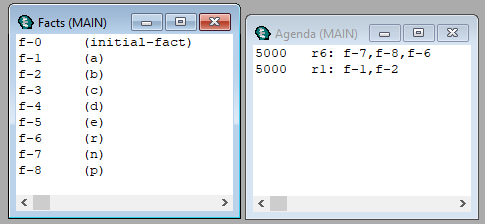 Facts (MAIN)
f-0 (initial-fact)
f-1 (a)
f-2 (b)
f-3 (c)
f-4 (d)
f-5 (e)
f-6 (r)
f-7 (n)
f-8 (p)
Agenda (MAIN)
5000 r6: f-7,f-8,f-6
5000 r1: f-1,f-2